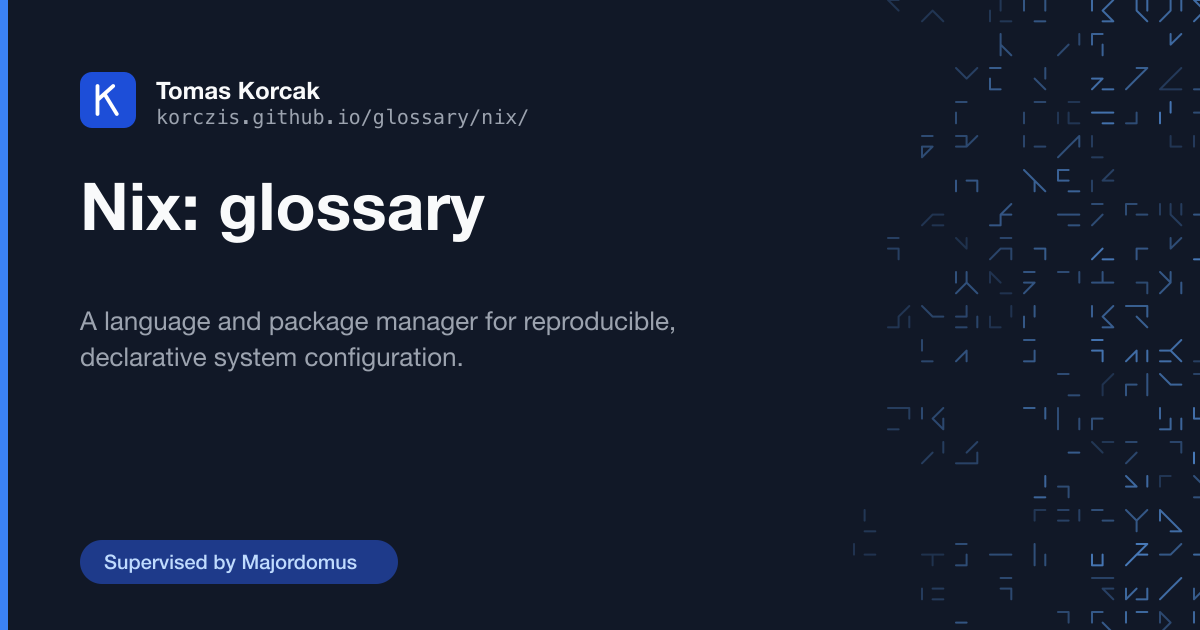 K
Tomas Korcak
korczis.github.io/glossary/nix/
Nix: glossary
A language and package manager for reproducible,
declarative system configuration.
Supervised by Majordomus